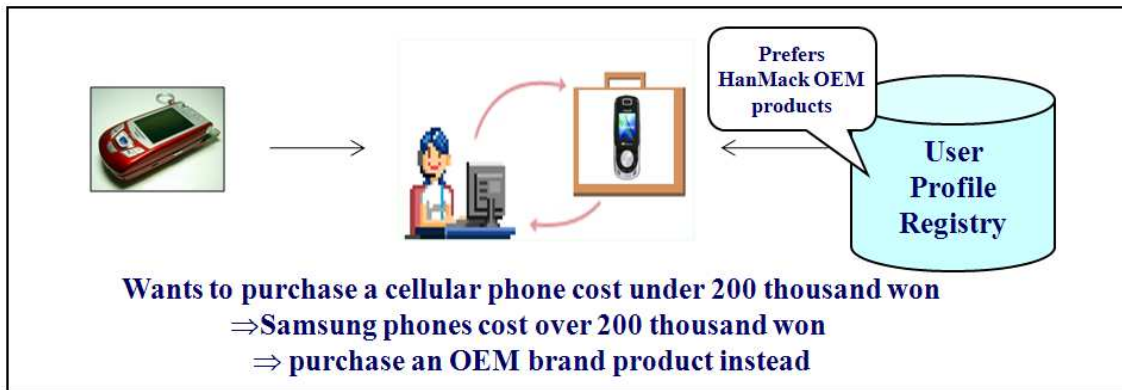 Prefers
HanMack OEM
products
User
Profile
Registry
Wants to purchase a cellular phone cost under 200 thousand won
⇒Samsung phones cost over 200 thousand won
⇒ purchase an OEM brand product instead